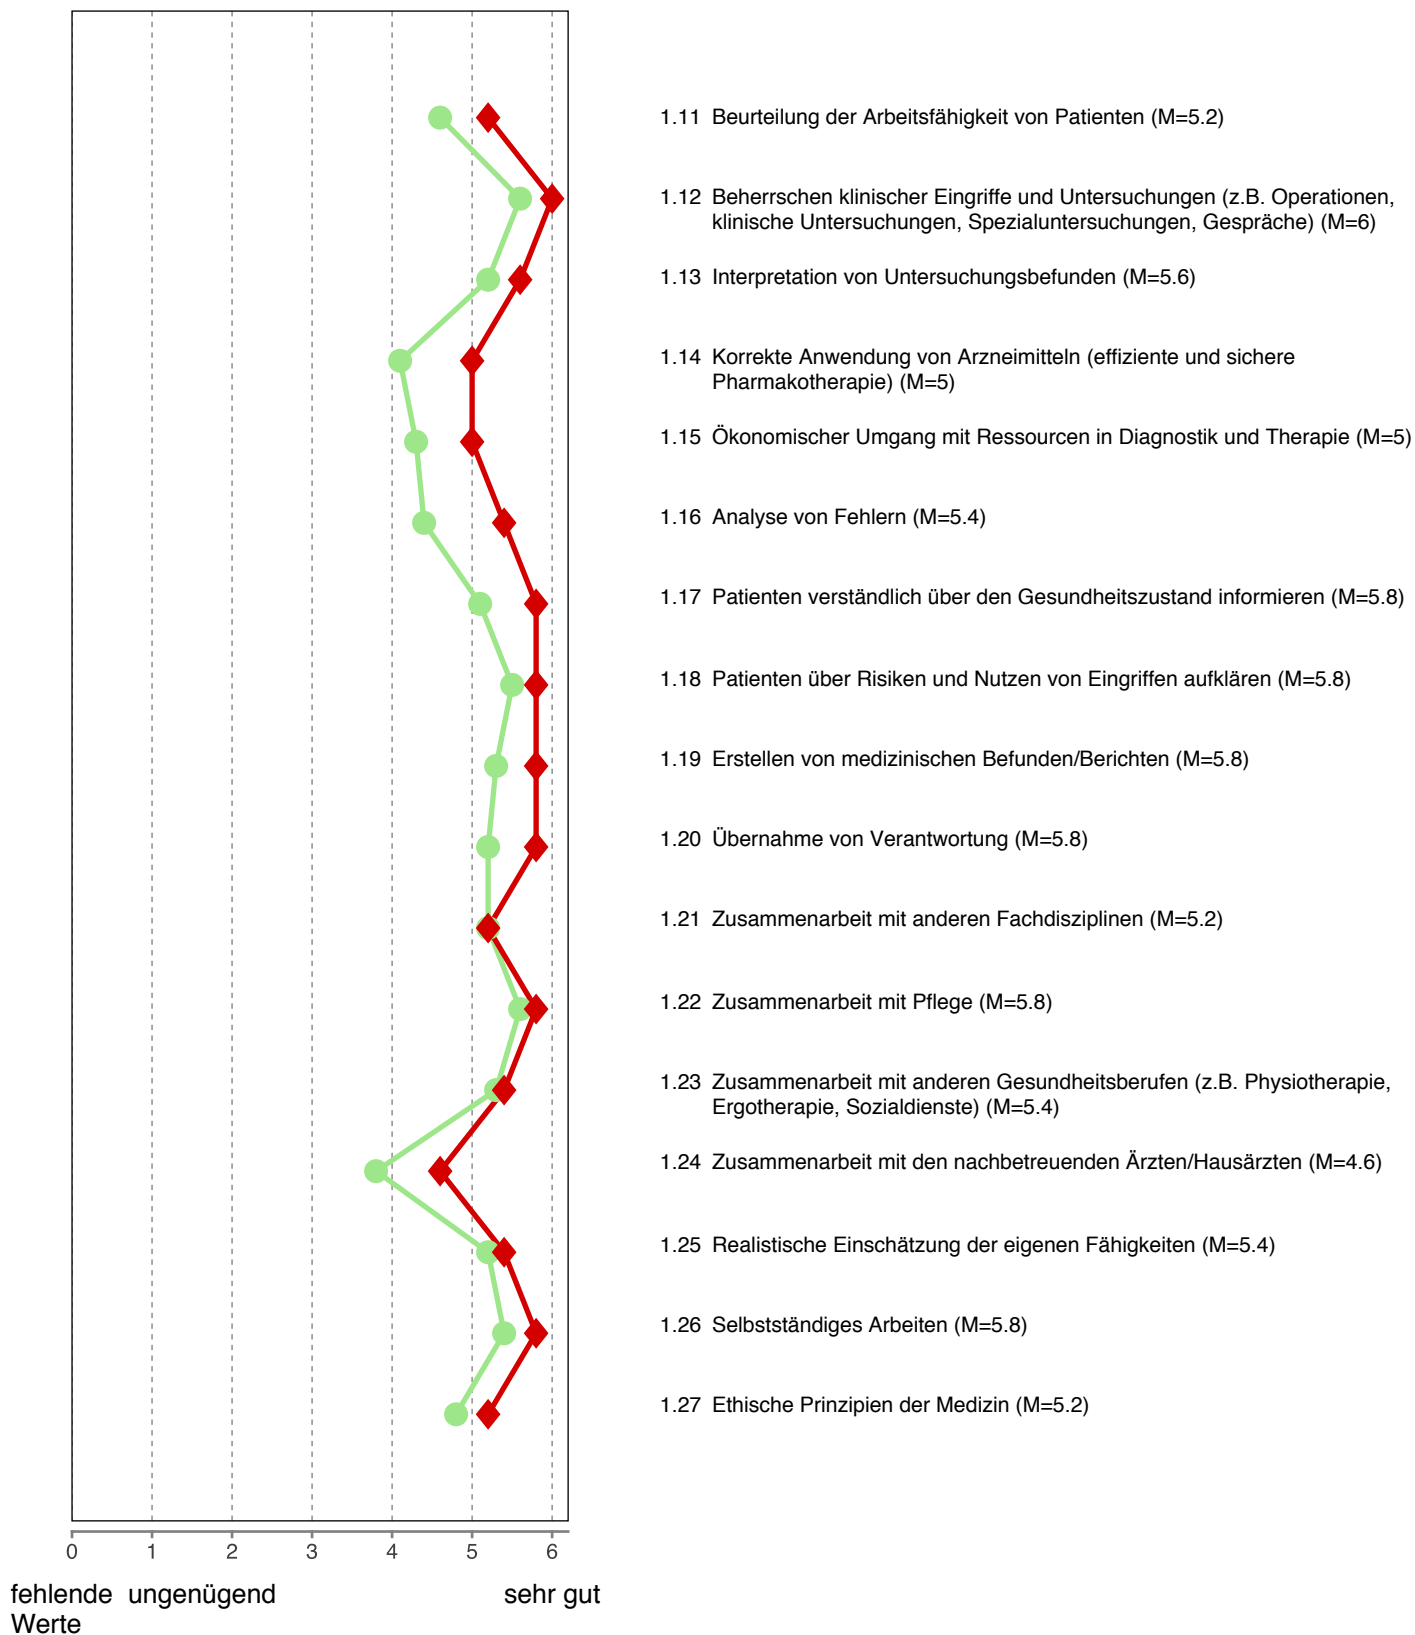 1.11 Beurteilung der Arbeitsfähigkeit von Patienten (M=5.2)
1.12 Beherrschen klinischer Eingriffe und Untersuchungen (z.B. Operationen,
klinische Untersuchungen, Spezialuntersuchungen, Gespräche) (M=6)
1.13 Interpretation von Untersuchungsbefunden (M=5.6)
1.14 Korrekte Anwendung von Arzneimitteln (effiziente und sichere
Pharmakotherapie) (M=5)
1.15 Ökonomischer Umgang mit Ressourcen in Diagnostik und Therapie (M=5)
1.16 Analyse von Fehlern (M=5.4)
1.17 Patienten verständlich über den Gesundheitszustand informieren (M=5.8)
1.18 Patienten über Risiken und Nutzen von Eingriffen aufklären (M=5.8)
1.19 Erstellen von medizinischen Befunden/Berichten (M=5.8)
1.20 Übernahme von Verantwortung (M=5.8)
1.21 Zusammenarbeit mit anderen Fachdisziplinen (M=5.2)
1.22 Zusammenarbeit mit Pflege (M=5.8)
1.23 Zusammenarbeit mit anderen Gesundheitsberufen (z.B. Physiotherapie,
Ergotherapie, Sozialdienste) (M=5.4)
1.24 Zusammenarbeit mit den nachbetreuenden Ärzten/Hausärzten (M=4.6)
1.25 Realistische Einschätzung der eigenen Fähigkeiten (M=5.4)
1.26 Selbstständiges Arbeiten (M=5.8)
1.27 Ethische Prinzipien der Medizin (M=5.2)
0 1 2 3 4 5 6
fehlende ungenügend sehr gut
Werte